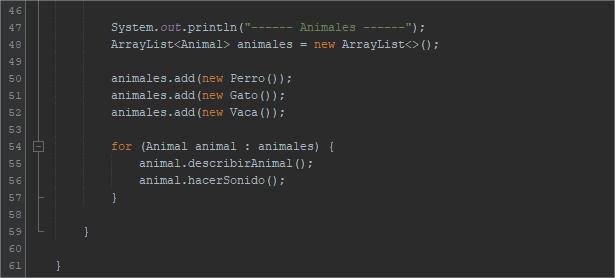 46
47 System.out.println("------ Animales ------");
48 ArrayList<Animal> animales = new ArrayList<>();
49
50 animales.add(new Perro());
51 animales.add(new Gato());
52 animales.add(new Vaca());
53
54 for (Animal animal : animales) {
55 animal.describirAnimal();
56 animal.hacerSonido();
57 }
58
59 }
60
61 }